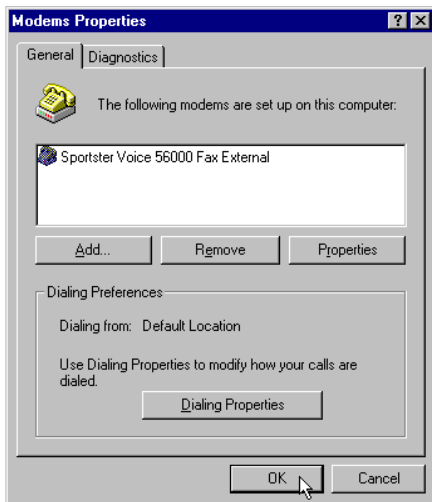 Modems Properties
General Diagnostics
The following modems are set up on this computer:
Sportster Voice 56000 Fax External
Add... Remove Properties
Dialing Preferences
Dialing from: Default Location
Use Dialing Properties to modify how your calls are
dialed.
Dialing Properties
OK Cancel